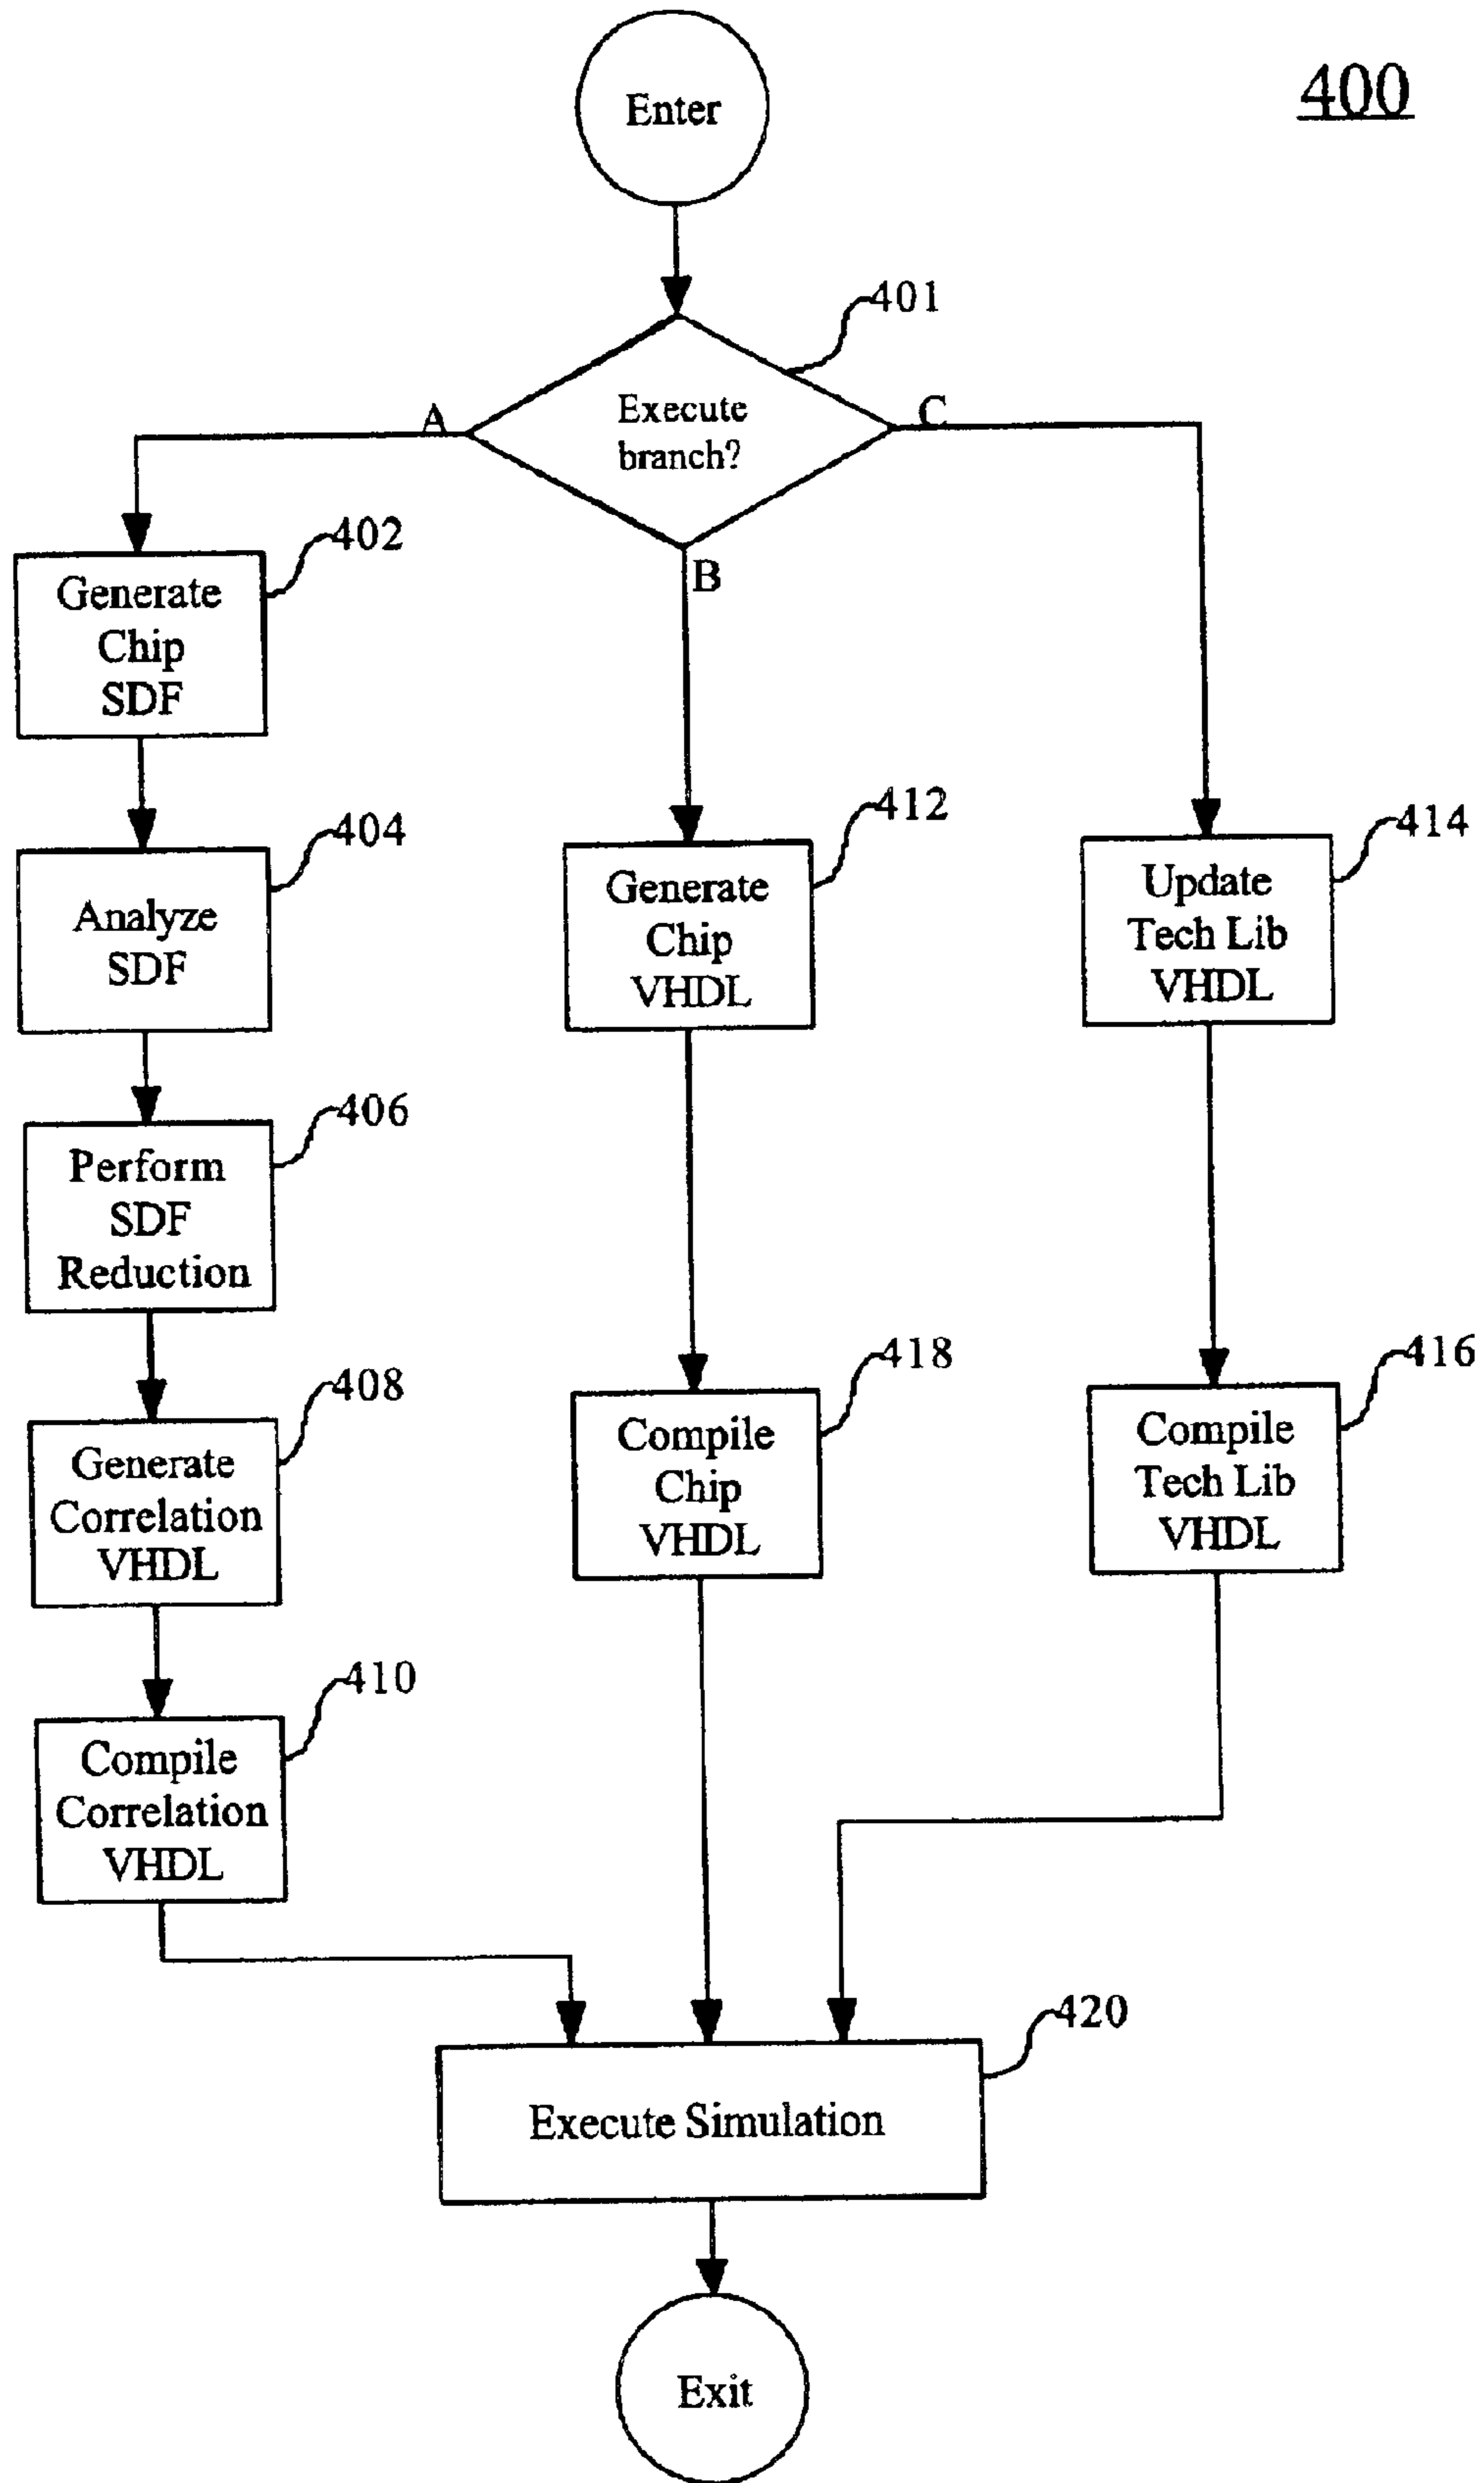 400
Enter
401
Execute
branch?
A
C
B
402
Generate
Chip
SDF
404
Analyze
SDF
406
Perform
SDF
Reduction
408
Generate
Correlation
VHDL
410
Compile
Correlation
VHDL
412
Generate
Chip
VHDL
418
Compile
Chip
VHDL
414
Update
Tech Lib
VHDL
416
Compile
Tech Lib
VHDL
420
Execute Simulation
Exit